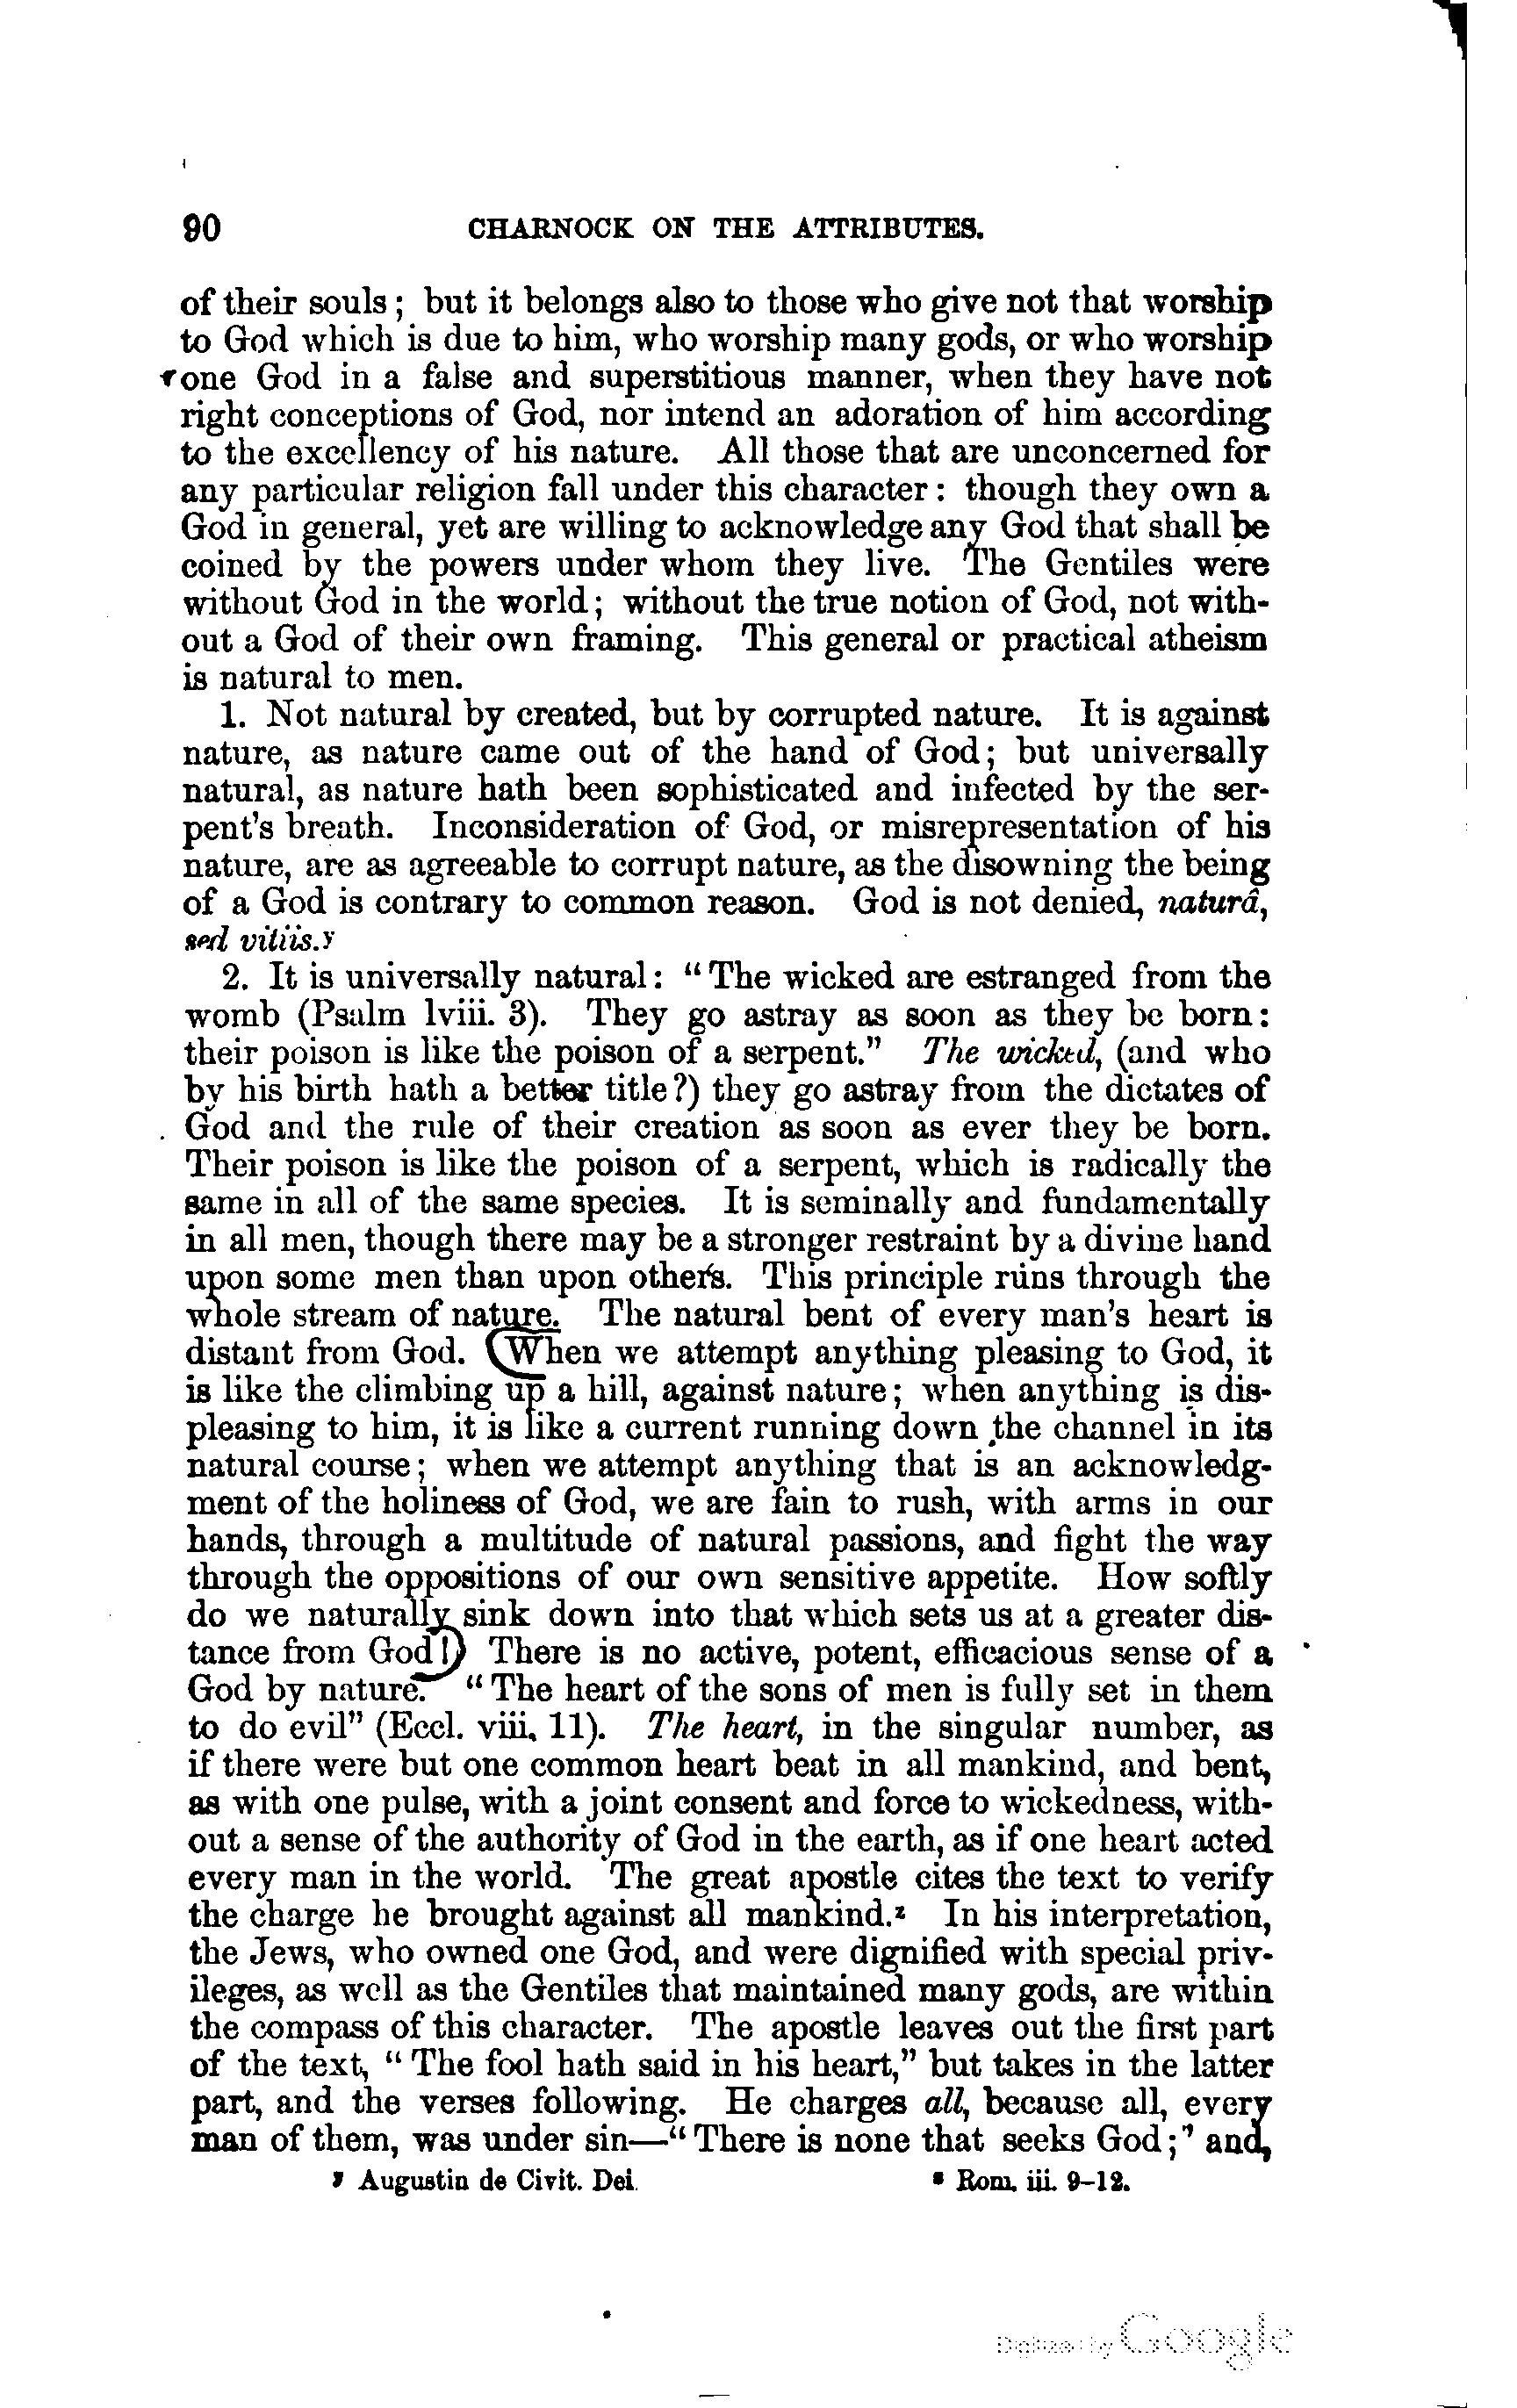 90 CHARNOCK ON THE ATTRIBUTES.
of their souls; but it belongs also to those who give not that worship
to God which is due to him, who worship many gods, or who worship
one God in a false and superstitious manner, when they have not
right conceptions of God, nor intend an adoration of him according
to the excellency of his nature. All those that are unconcerned for
any particular religion fall under this character: though they own a
God in general, yet are willing to acknowledge any God that shall be
coined by the powers under whom they live. The Gentiles were
without God in the world; without the true notion of God, not with-
out a God of their own framing. This general or practical atheism
is natural to men.
1. Not natural by created, but by corrupted nature. It is against
nature, as nature came out of the hand of God; but universally
natural, as nature hath been sophisticated and infected by the ser-
pent's breath. Inconsideration of God, or misrepresentation of his
nature, are as agreeable to corrupt nature, as the disowning the being
of a God is contrary to common reason. God is not denied, naturâ,
sed vitiis.y
2. It is universally natural: "The wicked are estranged from the
womb (Psalm lviii. 3). They go astray as soon as they be born:
their poison is like the poison of a serpent." The wicked, (and who
by his birth hath a better title?) they go astray from the dictates of
God and the rule of their creation as soon as ever they be born.
Their poison is like the poison of a serpent, which is radically the
same in all of the same species. It is seminally and fundamentally
in all men, though there may be a stronger restraint by a divine hand
upon some men than upon others. This principle runs through the
whole stream of nature. The natural bent of every man's heart is
distant from God. When we attempt anything pleasing to God, it
is like the climbing up a hill, against nature; when anything is dis-
pleasing to him, it is like a current running down the channel in its
natural course; when we attempt anything that is an acknowledg-
ment of the holiness of God, we are fain to rush, with arms in our
hands, through a multitude of natural passions, and fight the way
through the oppositions of our own sensitive appetite. How softly
do we naturally sink down into that which sets us at a greater dis-
tance from God! There is no active, potent, efficacious sense of a
God by nature. "The heart of the sons of men is fully set in them
to do evil" (Eccl. viii. 11). The heart, in the singular number, as
if there were but one common heart beat in all mankind, and bent,
as with one pulse, with a joint consent and force to wickedness, with-
out a sense of the authority of God in the earth, as if one heart acted
every man in the world. The great apostle cites the text to verify
the charge he brought against all mankind.z In his interpretation,
the Jews, who owned one God, and were dignified with special priv-
ileges, as well as the Gentiles that maintained many gods, are within
the compass of this character. The apostle leaves out the first part
of the text, "The fool hath said in his heart," but takes in the latter
part, and the verses following. He charges all, because all, every
man of them, was under sin—"There is none that seeks God;" and,
y Augustin de Civit. Dei. z Rom. iii. 9-12.
Digitized by Google